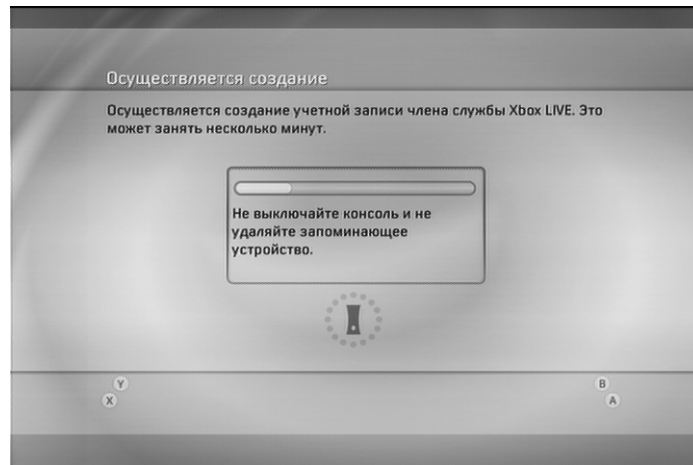 Осуществляется создание
Осуществляется создание учетной записи члена службы Xbox LIVE. Это
может занять несколько минут.
Не выключайте консоль и не
удаляйте запоминающее
устройство.
Y
X
B
A